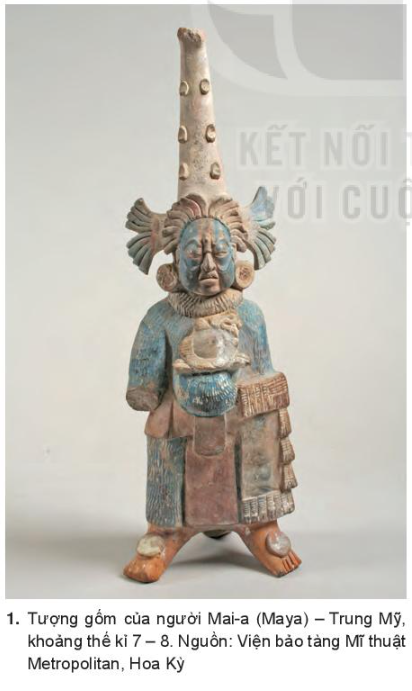 KẾT NỐI T
VỚI CUỘ
1. Tượng gốm của người Mai-a (Maya) – Trung Mỹ,
khoảng thế kỉ 7 – 8. Nguồn: Viện bảo tàng Mĩ thuật
Metropolitan, Hoa Kỳ